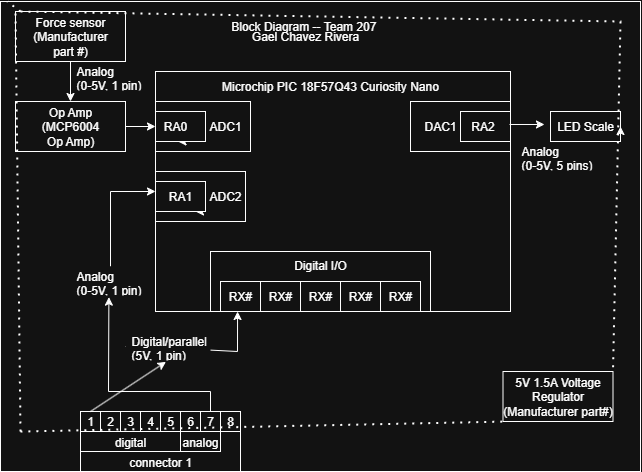 Force sensor
(Manufacturer
part #)
Block Diagram -- Team 207
Gael Chavez Rivera
Analog
(0-5V, 1 pin)
Microchip PIC 18F57Q43 Curiosity Nano
Op Amp
(MCP6004
Op Amp)
RA0 ADC1
DAC1 RA2
LED Scale
Analog
(0-5V, 5 pins)
RA1 ADC2
Digital I/O
Analog
(0-5V, 1 pin)
RX# RX# RX# RX# RX#
Digital/parallel
(5V, 1 pin)
5V 1.5A Voltage
Regulator
(Manufacturer part#)
1 2 3 4 5 6 7 8
digital analog
connector 1